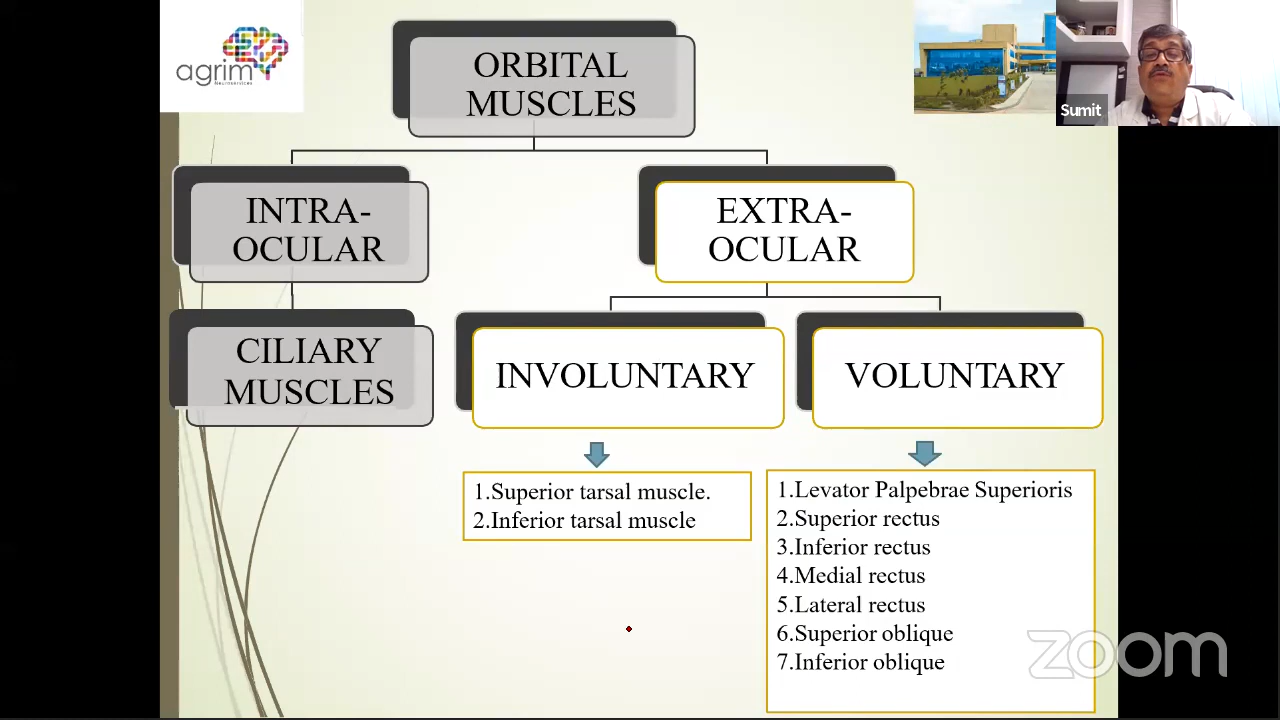 agrim
Neuroservices
Sumit
ORBITAL
MUSCLES
INTRA-
OCULAR
EXTRA-
OCULAR
CILIARY
MUSCLES
INVOLUNTARY
VOLUNTARY
1.Superior tarsal muscle.
2.Inferior tarsal muscle
1.Levator Palpebrae Superioris
2.Superior rectus
3.Inferior rectus
4.Medial rectus
5.Lateral rectus
6.Superior oblique
7.Inferior oblique
zoom